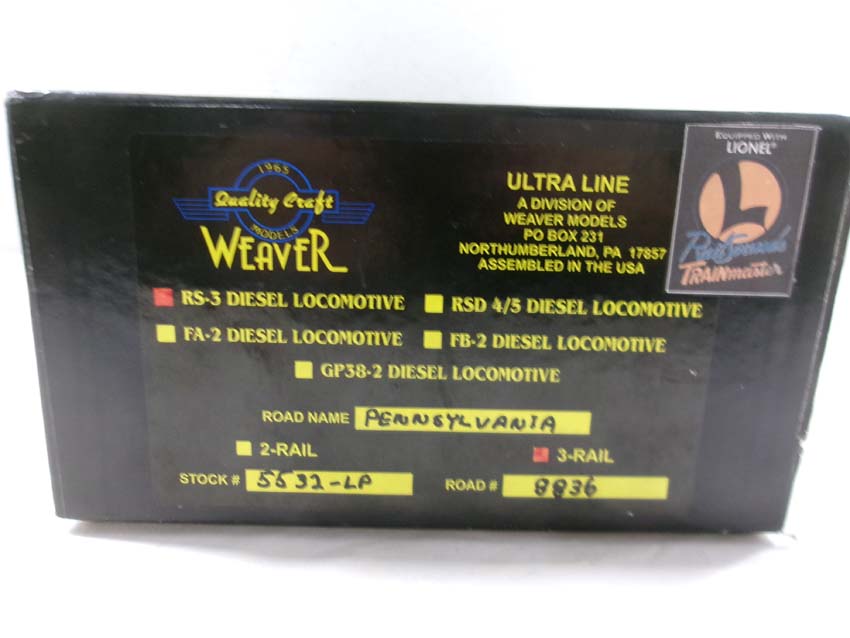 1963
Quality Craft
MODELS
WEAVER
ULTRA LINE
A DIVISION OF
WEAVER MODELS
PO BOX 231
NORTHUMBERLAND, PA 17857
ASSEMBLED IN THE USA
EQUIPPED WITH
LIONEL®
L
RailSounds
TRAINmaster
RS-3 DIESEL LOCOMOTIVE
RSD 4/5 DIESEL LOCOMOTIVE
FA-2 DIESEL LOCOMOTIVE
FB-2 DIESEL LOCOMOTIVE
GP38-2 DIESEL LOCOMOTIVE
ROAD NAME PENNSYLVANIA
2-RAIL
3-RAIL
STOCK # 5532-LP
ROAD # 8836